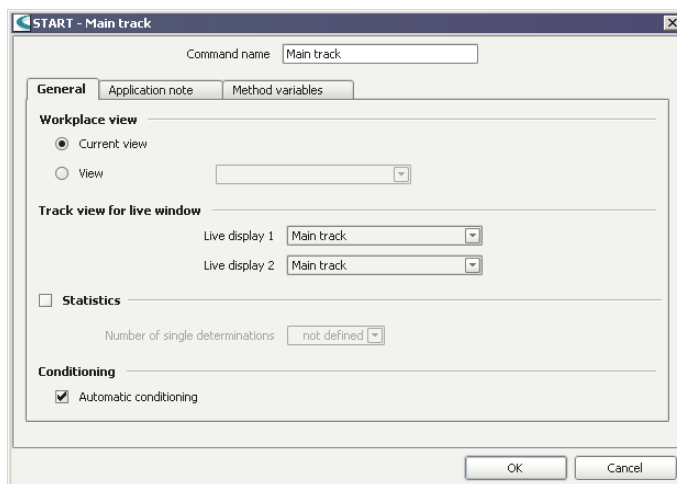 START - Main track
Command name Main track
General Application note Method variables
Workplace view
Current view
View
Track view for live window
Live display 1 Main track
Live display 2 Main track
Statistics
Number of single determinations not defined
Conditioning
Automatic conditioning
OK Cancel